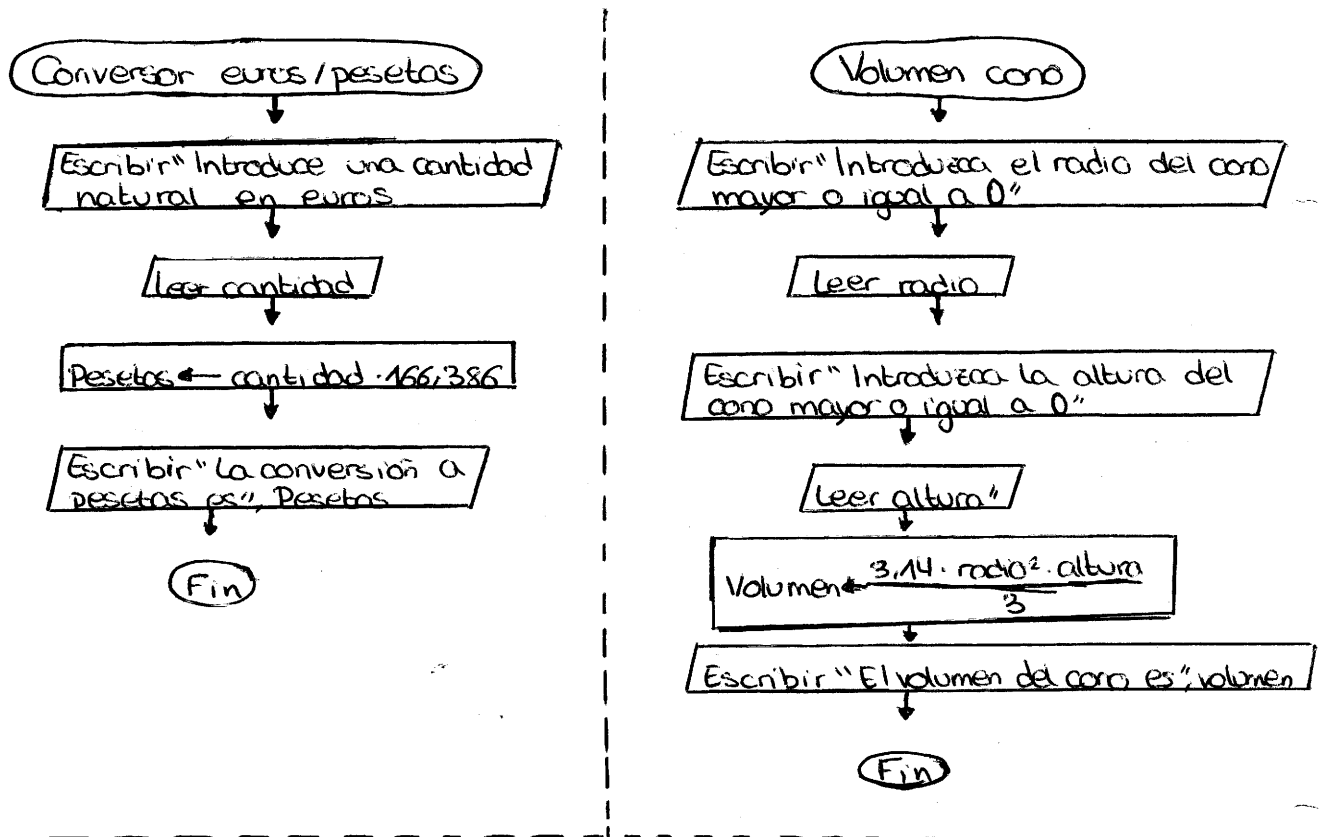 Conversor euros/pesetas
Escribir "Introduce una cantidad
natural en euros
Leer cantidad
Pesetas ← cantidad · 166,386
Escribir "La conversión a
pesetas es", Pesetas
Fin
Volumen cono
Escribir "Introduzca el radio del cono
mayor o igual a 0"
Leer radio
Escribir "Introduzca la altura del
cono mayor o igual a 0"
Leer altura"
Volumen ← 3,14 · radio² · altura
3
Escribir "El volumen del cono es", volumen
Fin